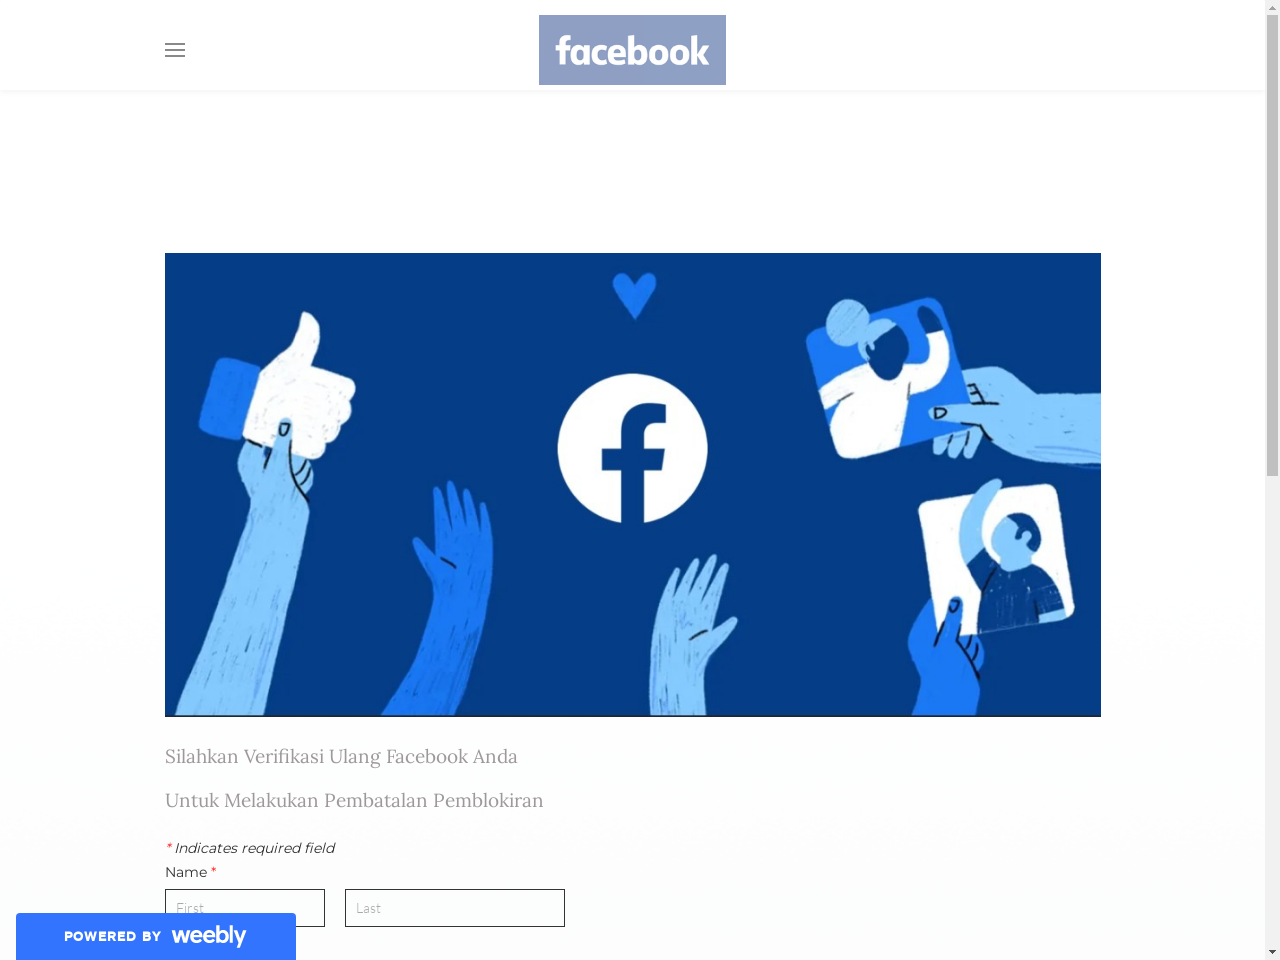 facebook
Silahkan Verifikasi Ulang Facebook Anda
Untuk Melakukan Pembatalan Pemblokiran
* Indicates required field
Name *
First Last
POWERED BY weebly